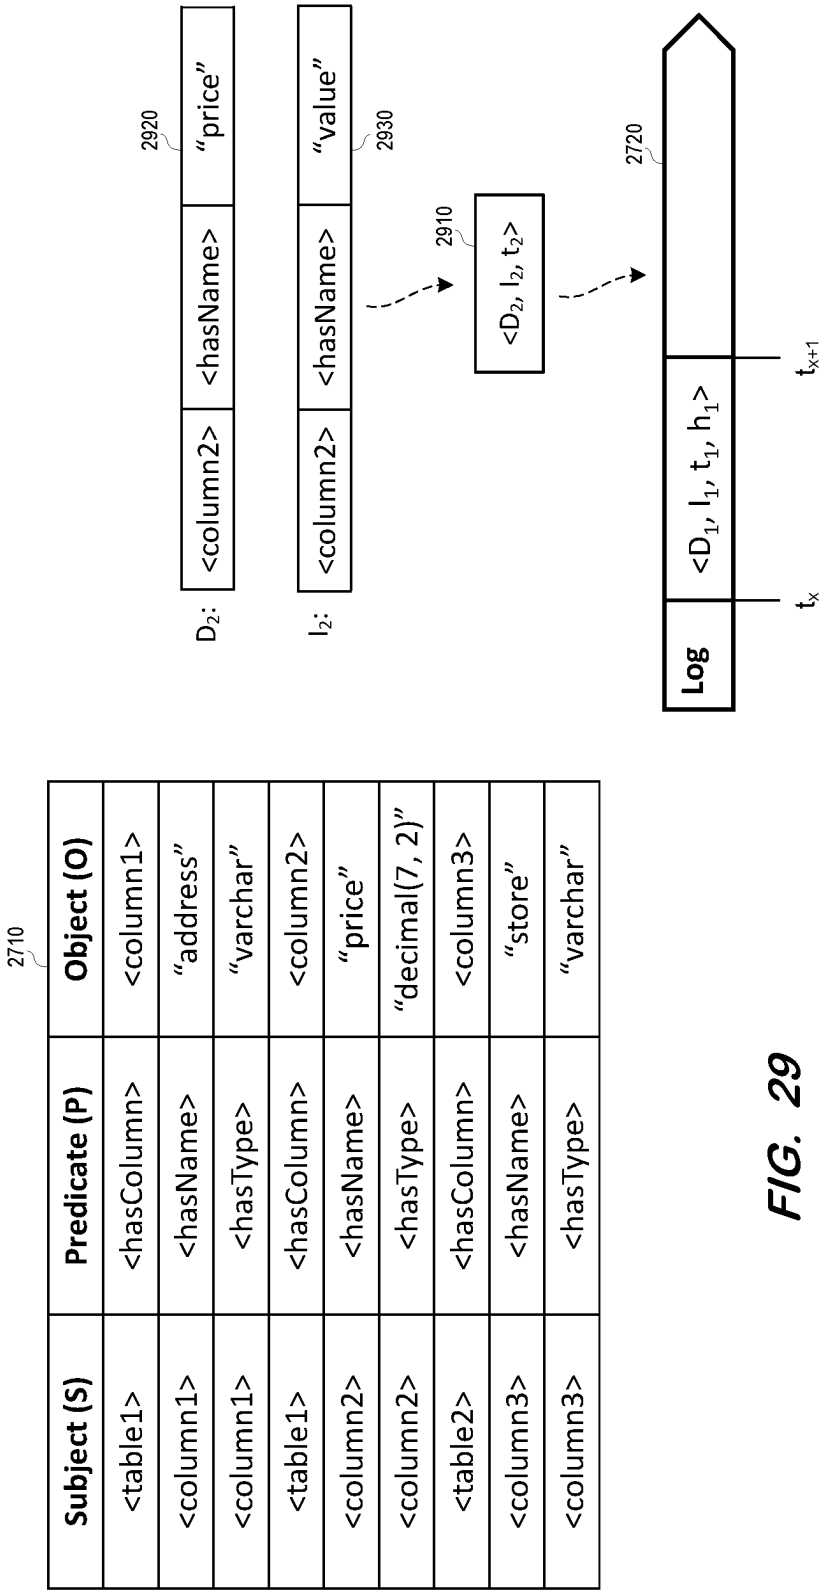 2710
Subject (S) Predicate (P) Object (O)
<table1> <hasColumn> <column1>
<column1> <hasName> “address”
<column1> <hasType> “varchar”
<table1> <hasColumn> <column2>
<column2> <hasName> “price”
<column2> <hasType> “decimal(7, 2)”
<table2> <hasColumn> <column3>
<column3> <hasName> “store”
<column3> <hasType> “varchar”
2920
D₂: <column2> <hasName> “price”
I₂: <column2> <hasName> “value”
2930
2910
<D₂, I₂, t₂>
2720
Log <D₁, I₁, t₁, h₁>
tₓ tₓ₊₁
FIG. 29